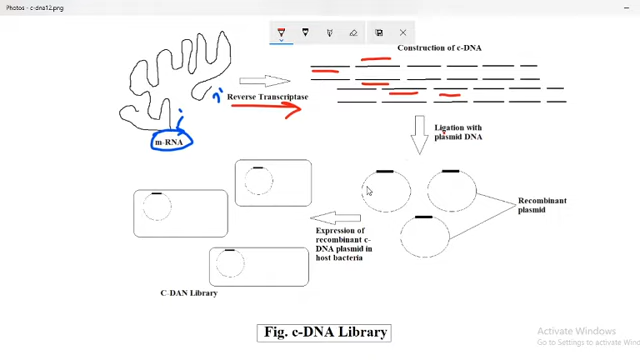 Photos - c-dna12.png
Construction of c-DNA
Reverse Transcriptase
m-RNA
Ligation with
plasmid DNA
Recombinant
plasmid
Expression of
recombinant c-
DNA plasmid in
host bacteria
C-DAN Library
Fig. c-DNA Library
Activate Windows
Go to Settings to activate Win